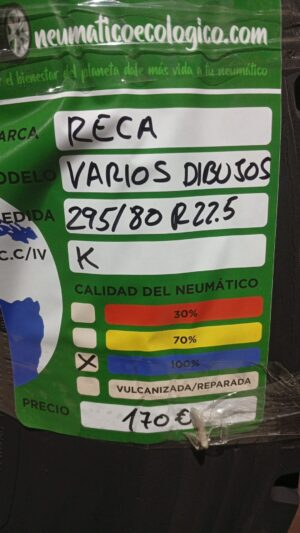 neumaticoecologico.com
el bienestar del planeta dale más vida a tu neumático
ARCA RECA
ODELO VARIOS DIBUJOS
EDIDA 295/80 R22.5
C.C/IV K
CALIDAD DEL NEUMÁTICO
30%
70%
X 100%
VULCANIZADA/REPARADA
PRECIO 170€